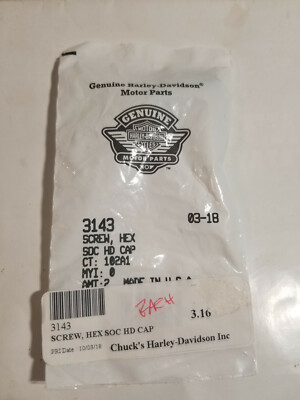 Genuine Harley-Davidson®
Motor Parts
GENUINE
MOTOR PARTS
3143 03-18
SCREW, HEX
SOC HD CAP
CT: 102A1
MYI: 0
AMT:2 MADE IN U.S.A
EACH
3.16
3143
SCREW, HEX SOC HD CAP
Chuck's Harley-Davidson Inc